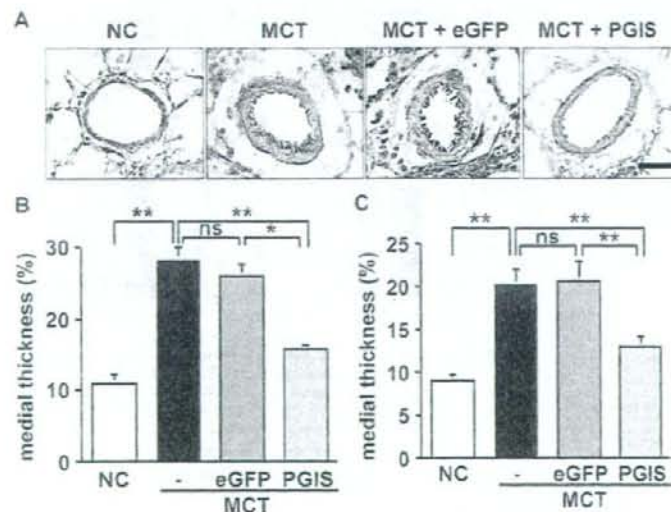 A
NC MCT MCT + eGFP MCT + PGIS
B
** **
ns *
medial thickness (%)
30
20
10
0
NC - eGFP PGIS
MCT
C
** **
ns **
medial thickness (%)
25
20
15
10
5
0
NC - eGFP PGIS
MCT